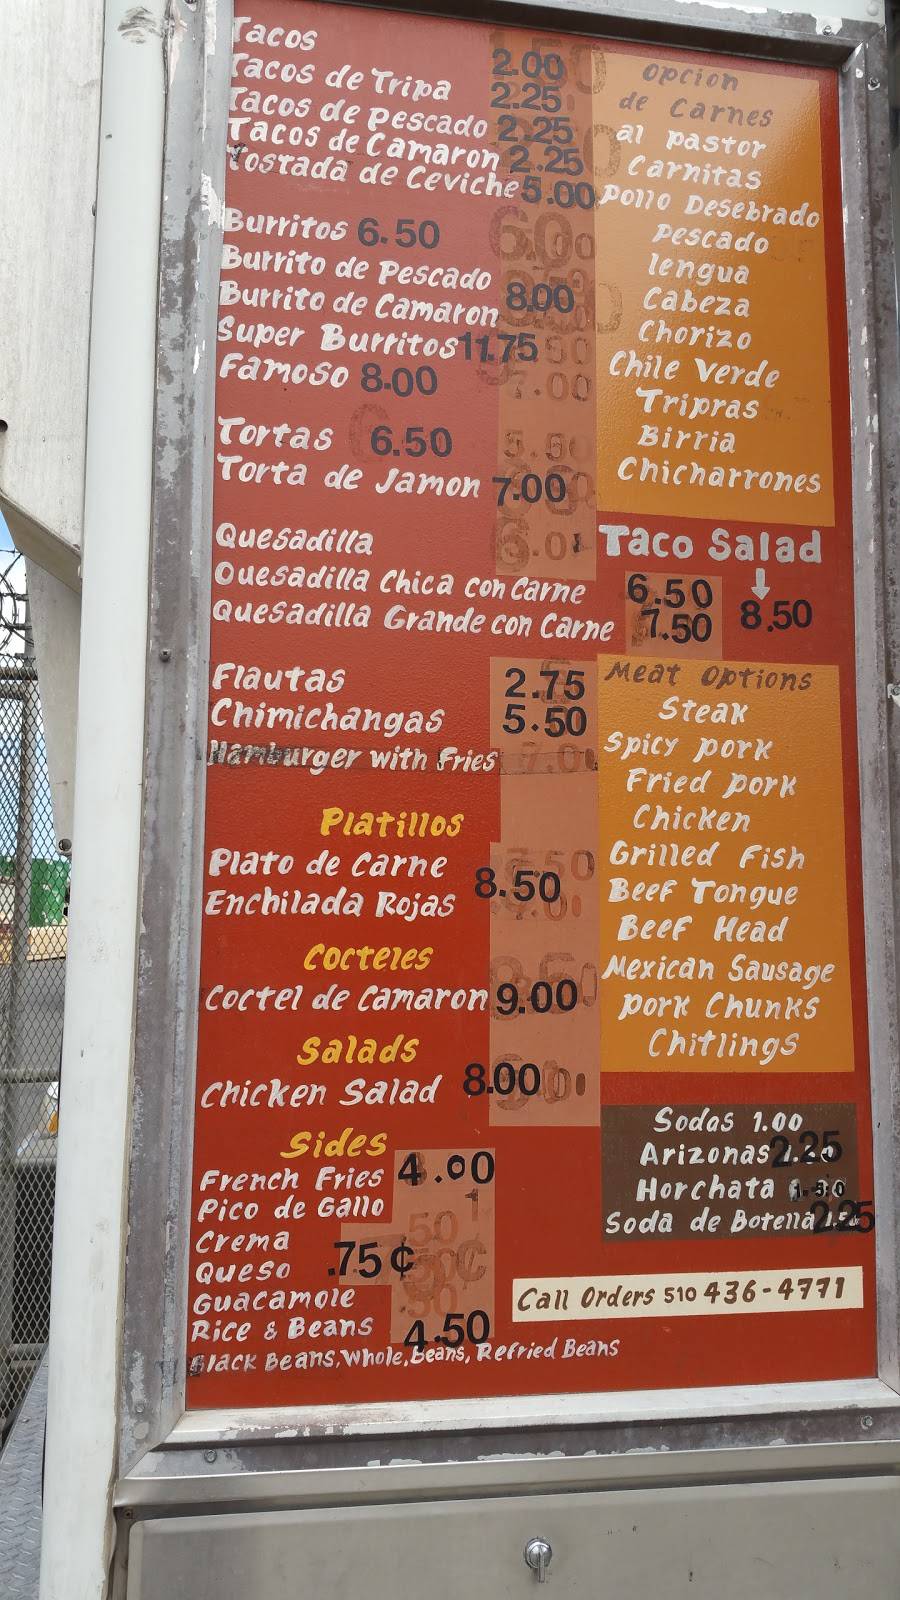 Tacos 2.00
Tacos de Tripa 2.25
Tacos de Pescado 2.25
Tacos de Camaron 2.25
Tostada de Ceviche 5.00
Burritos 6.50
Burrito de Pescado
Burrito de Camaron 8.00
Super Burritos 11.75
Famoso 8.00
Tortas 6.50
Torta de Jamon 7.00
Quesadilla
Quesadilla Chica con Carne 6.50
Quesadilla Grande con Carne 7.50
Flautas 2.75
Chimichangas 5.50
Hamburger with Fries
Platillos
Plato de Carne
Enchilada Rojas 8.50
Cocteles
Coctel de Camaron 9.00
Salads
Chicken Salad 8.00
Sides
French Fries 4.00
Pico de Gallo
Crema
Queso .75¢
Guacamole
Rice & Beans 4.50
Black Beans, Whole, Beans, Refried Beans
Opcion
de Carnes
al pastor
Carnitas
Pollo Desebrado
Pescado
lengua
Cabeza
Chorizo
Chile Verde
Tripras
Birria
Chicharrones
Taco Salad
8.50
Meat Options
Steak
Spicy Pork
Fried Pork
Chicken
Grilled Fish
Beef Tongue
Beef Head
Mexican Sausage
Pork Chunks
Chitlings
Sodas 1.00
Arizonas 2.25
Horchata 1.50
Soda de Botella 2.25
Call Orders 510 436-4771